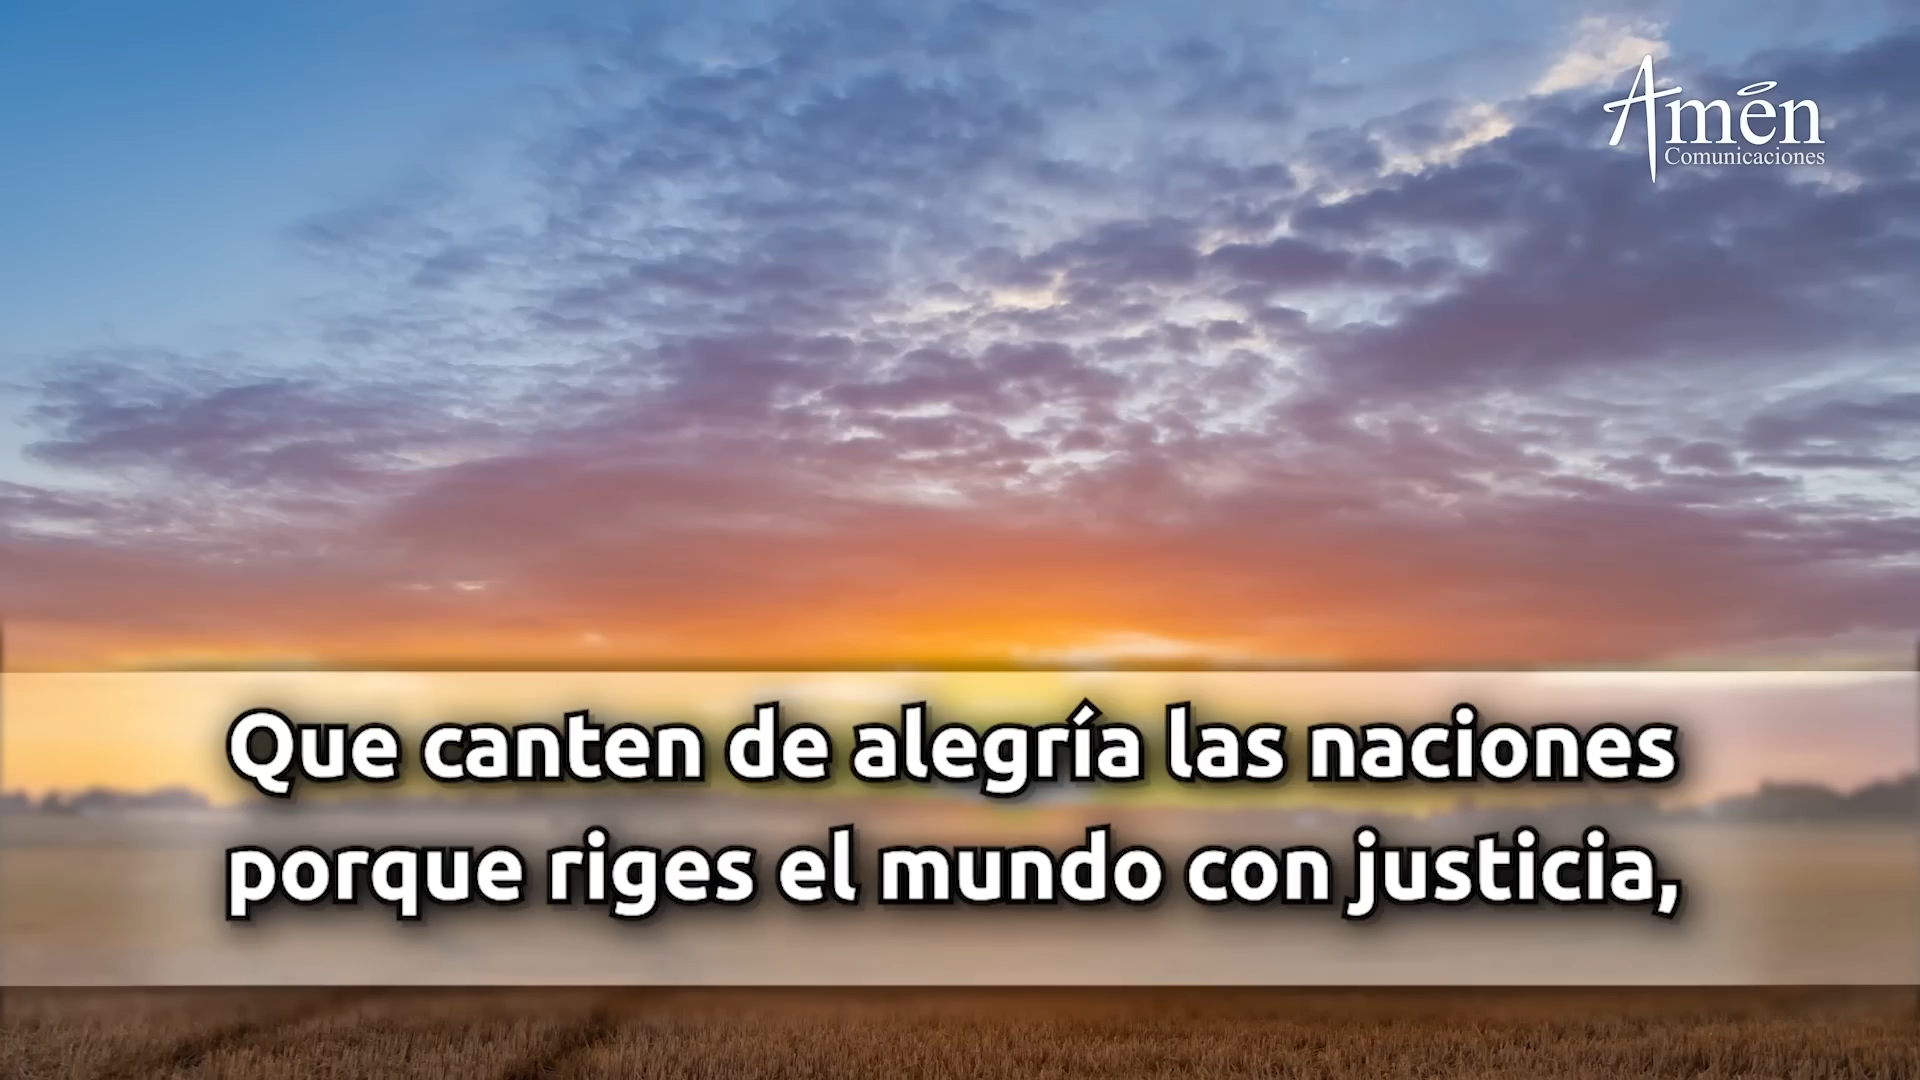 Amén
Comunicaciones
Que canten de alegría las naciones
porque riges el mundo con justicia,